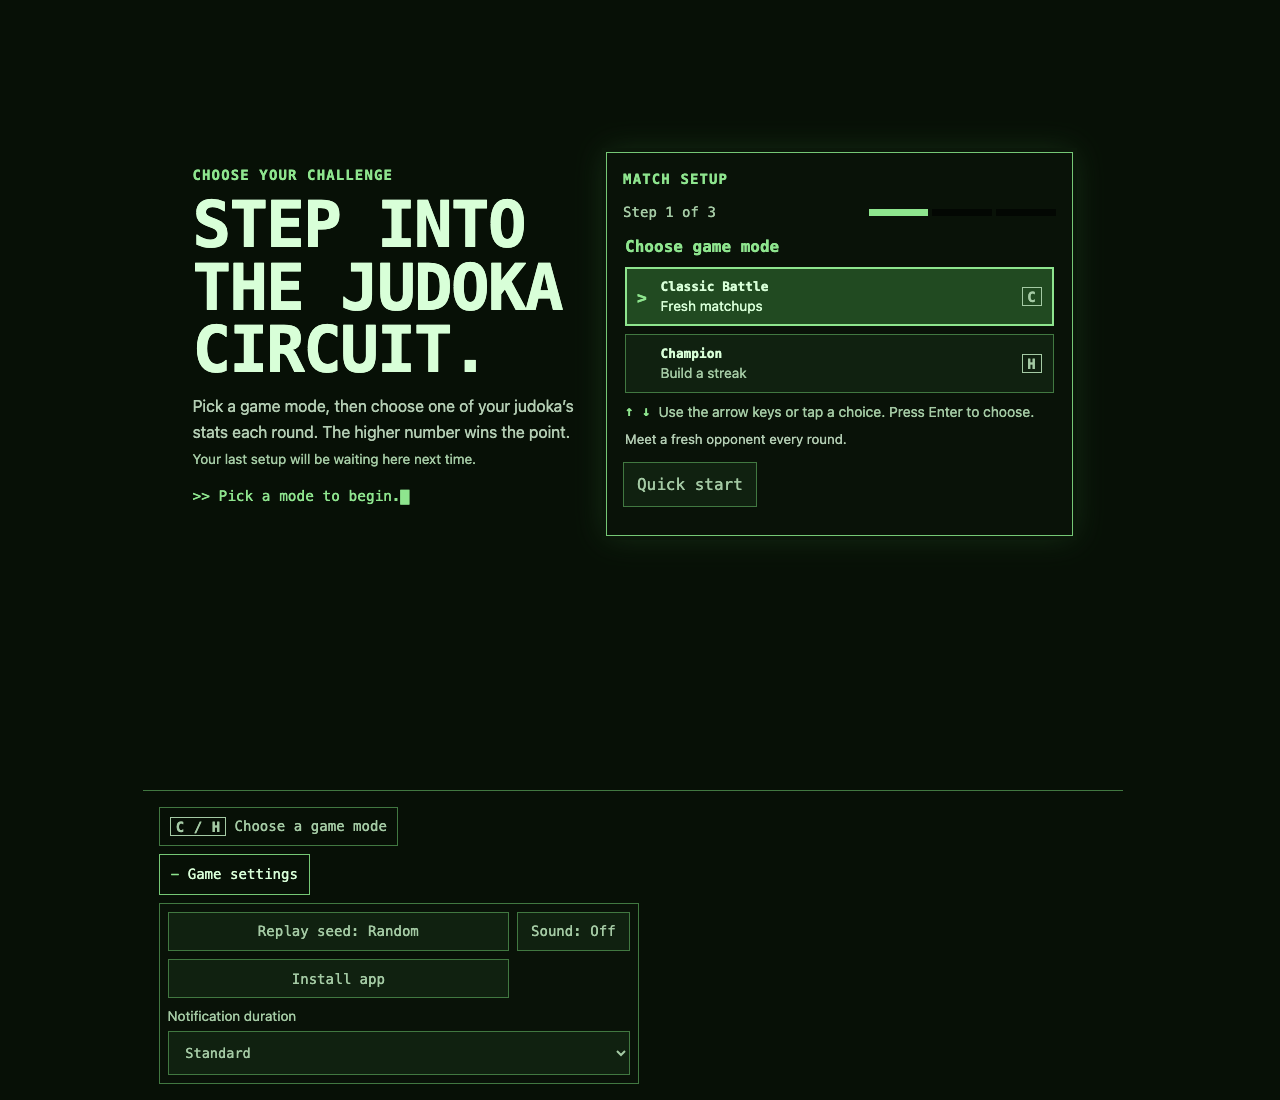 CHOOSE YOUR CHALLENGE
STEP INTO
THE JUDOKA
CIRCUIT.
Pick a game mode, then choose one of your judoka’s
stats each round. The higher number wins the point.
Your last setup will be waiting here next time.
>> Pick a mode to begin.
MATCH SETUP
Step 1 of 3
Choose game mode
> Classic Battle
Fresh matchups
C
Champion
Build a streak
H
↑ ↓ Use the arrow keys or tap a choice. Press Enter to choose.
Meet a fresh opponent every round.
Quick start
C / H Choose a game mode
− Game settings
Replay seed: Random
Sound: Off
Install app
Notification duration
Standard